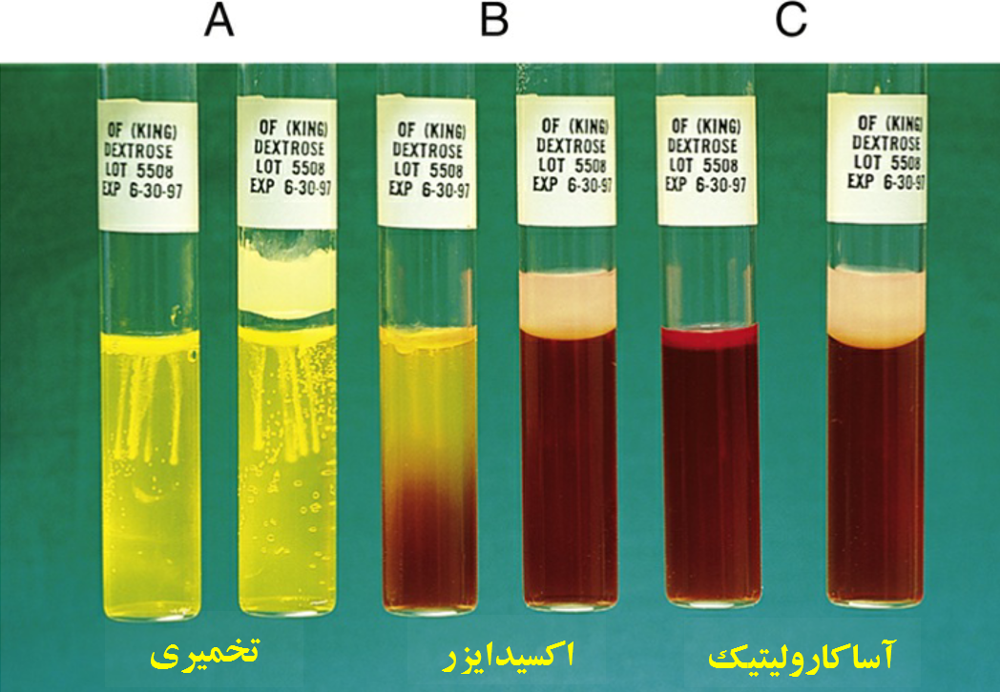 A
B
C
OF (KING)
DEXTROSE
LOT 5508
EXP 6-30-97
OF (KING)
DEXTROSE
LOT 5508
EXP 6-30-97
OF (KING)
DEXTROSE
LOT 5508
EXP 6-30-97
OF (KING)
DEXTROSE
LOT 5508
EXP 6-30-97
OF (KING)
DEXTROSE
LOT 5508
EXP 6-30-97
OF (KING)
DEXTROSE
LOT 5508
EXP 6-30-97
تخمیری
اکسیدایزر
آساکارولیتیک